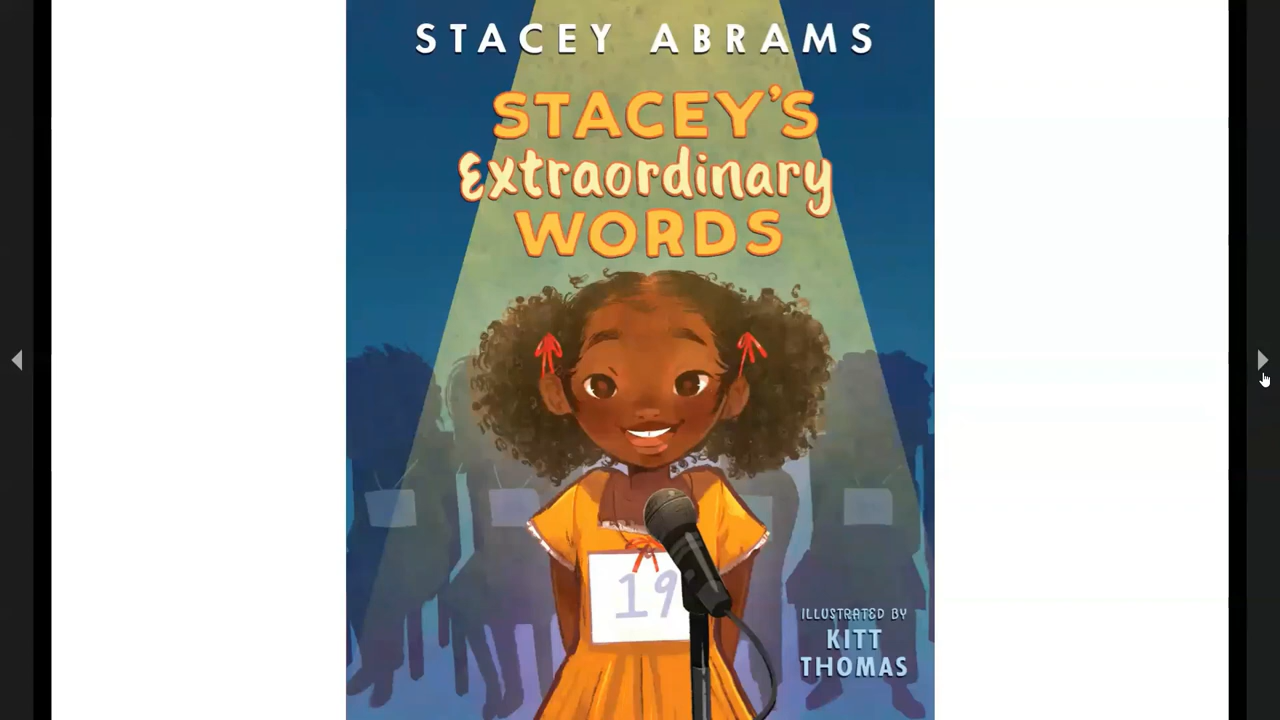 STACEY ABRAMS
STACEY'S
Extraordinary
WORDS
19
ILLUSTRATED BY
KITT
THOMAS